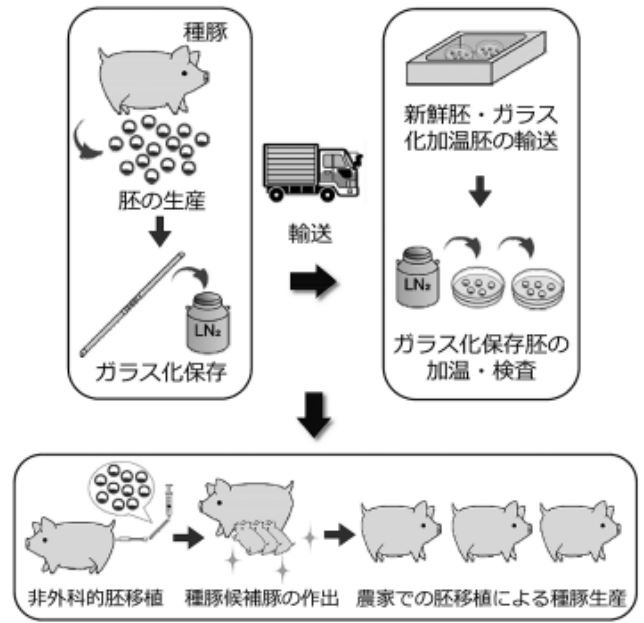 種豚
胚の生産
LN₂
ガラス化保存
輸送
新鮮胚・ガラス
化加温胚の輸送
LN₂
ガラス化保存胚の
加温・検査
非外科的胚移植
種豚候補豚の作出
農家での胚移植による種豚生産